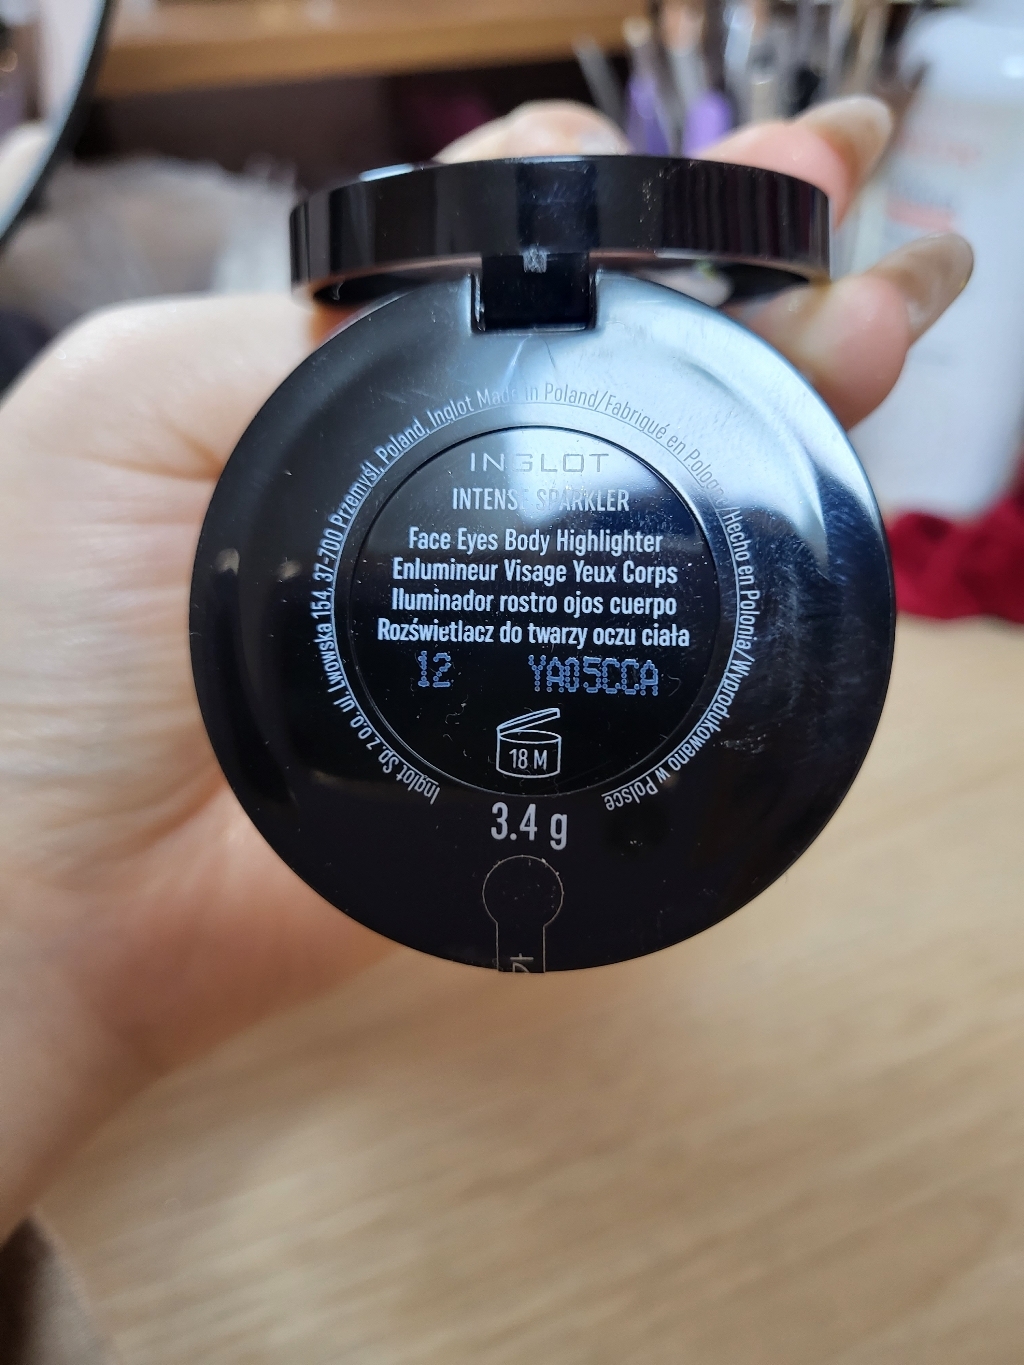 Inglot Sp. z o.o. ul. Lwowska 154, 37-700 Przemyśl, Poland, Inglot Made in Poland/Fabriqué en Pologne/Hecho en Polonia/Wyprodukowano w Polsce
INGLOT
INTENSE SPARKLER
Face Eyes Body Highlighter
Enlumineur Visage Yeux Corps
Iluminador rostro ojos cuerpo
Rozświetlacz do twarzy oczu ciała
12 YA05CCA
18 M
3.4 g